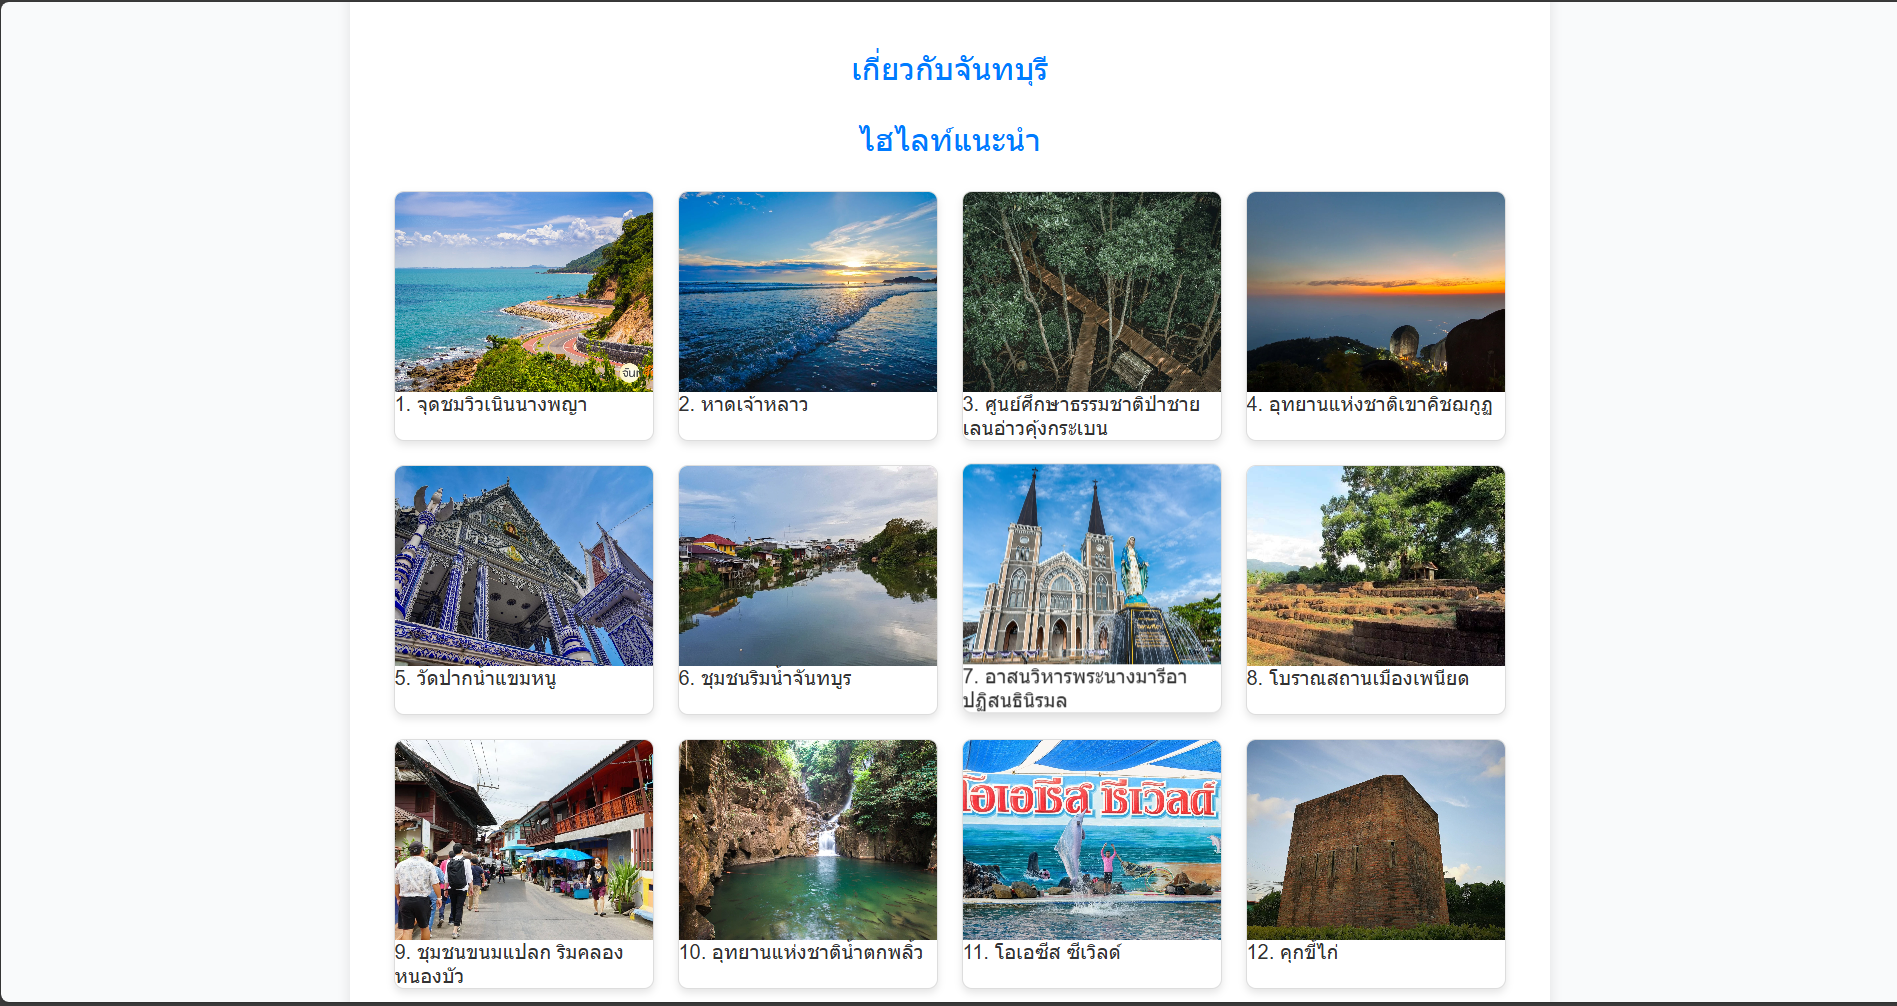 เกี่ยวกับจันทบุรี
ไฮไลท์แนะนำ
จัน
1. จุดชมวิวเนินนางพญา
2. หาดเจ้าหลาว
3. ศูนย์ศึกษาธรรมชาติป่าชาย
เลนอ่าวคุ้งกระเบน
4. อุทยานแห่งชาติเขาคิชฌกูฏ
5. วัดปากน้ำแขมหนู
6. ชุมชนริมน้ำจันทบูร
7. อาสนวิหารพระนางมารีอา
ปฏิสนธินิรมล
8. โบราณสถานเมืองเพนียด
โอเอซีส ซีเวิลด์
9. ชุมชนขนมแปลก ริมคลอง
หนองบัว
10. อุทยานแห่งชาติน้ำตกพลิ้ว
11. โอเอซีส ซีเวิลด์
12. คุกขี้ไก่